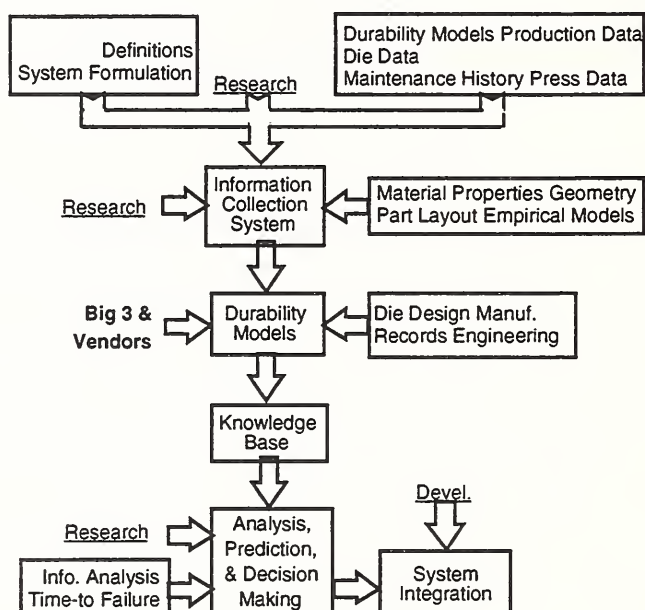 Definitions
System Formulation
Research
Durability Models Production Data
Die Data
Maintenance History Press Data
Research
Information
Collection
System
Material Properties Geometry
Part Layout Empirical Models
Big 3 &
Vendors
Durability
Models
Die Design Manuf.
Records Engineering
Knowledge
Base
Research
Info. Analysis
Time-to Failure
Analysis,
Prediction,
& Decision
Making
Devel.
System
Integration